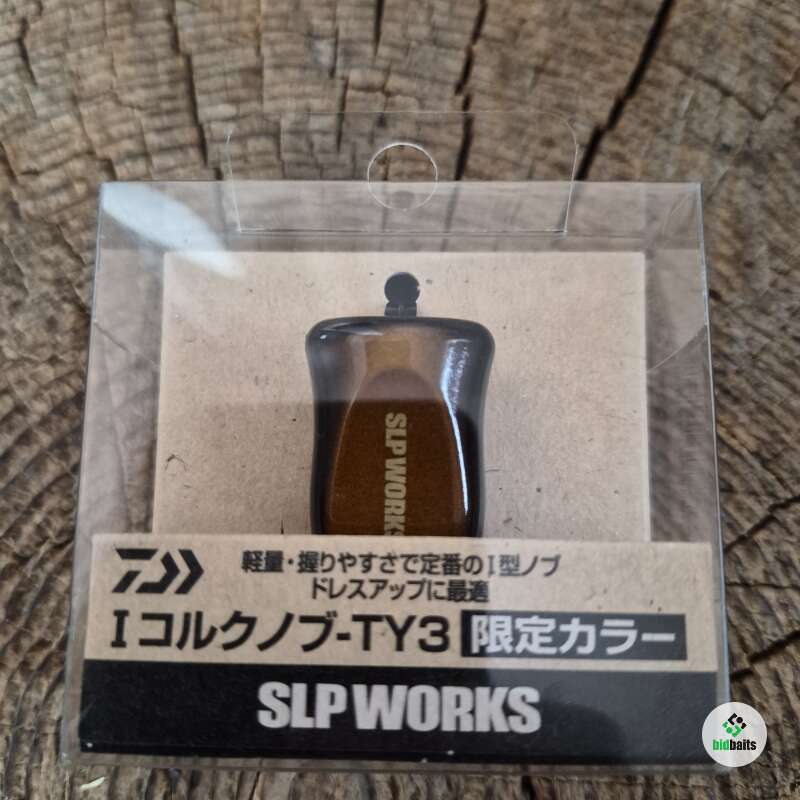 SLP WORKS
軽量・握りやすさで定番のI型ノブ
ドレスアップに最適
Iコルクノブ-TY3 限定カラー
SLP WORKS
bidbaits